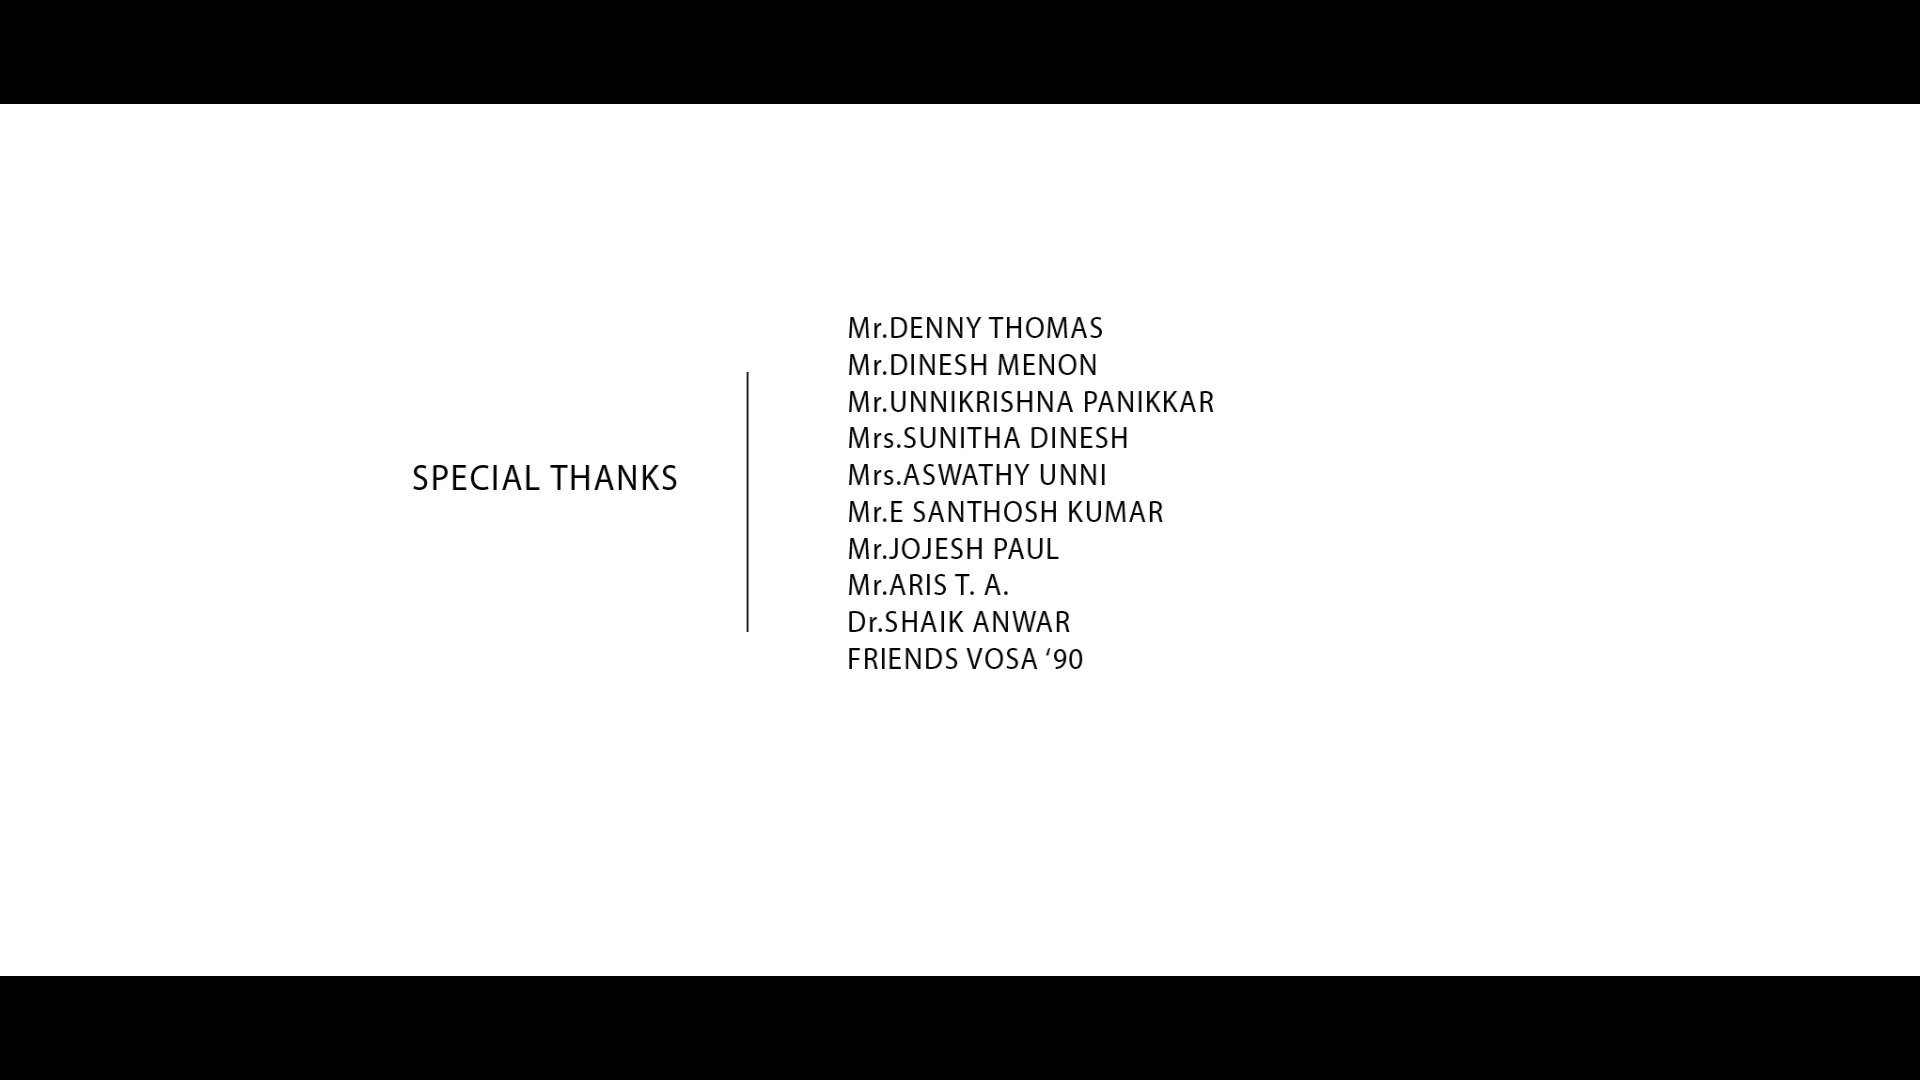 SPECIAL THANKS
Mr.DENNY THOMAS
Mr.DINESH MENON
Mr.UNNIKRISHNA PANIKKAR
Mrs.SUNITHA DINESH
Mrs.ASWATHY UNNI
Mr.E SANTHOSH KUMAR
Mr.JOJESH PAUL
Mr.ARIS T. A.
Dr.SHAIK ANWAR
FRIENDS VOSA ‘90